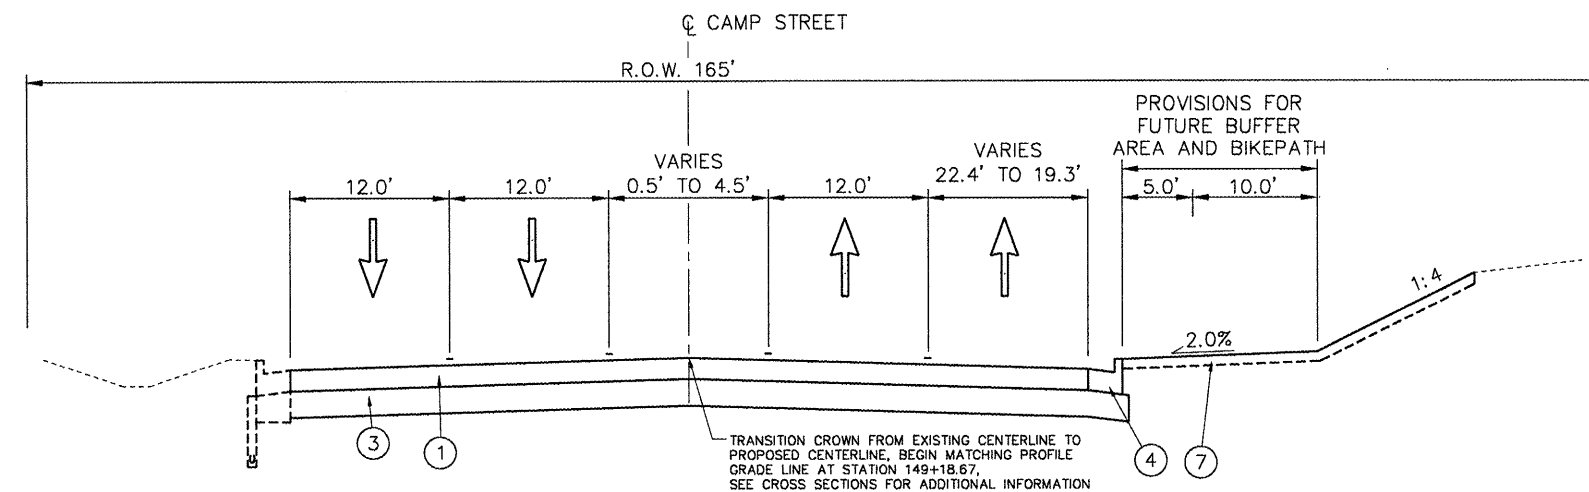 ℄ CAMP STREET
R.O.W. 165'
PROVISIONS FOR
FUTURE BUFFER
AREA AND BIKEPATH
VARIES
VARIES
12.0'
12.0'
0.5' TO 4.5'
12.0'
22.4' TO 19.3'
5.0'
10.0'
1:4
2.0%
TRANSITION CROWN FROM EXISTING CENTERLINE TO
PROPOSED CENTERLINE, BEGIN MATCHING PROFILE
GRADE LINE AT STATION 149+18.67,
SEE CROSS SECTIONS FOR ADDITIONAL INFORMATION
3
1
4
7